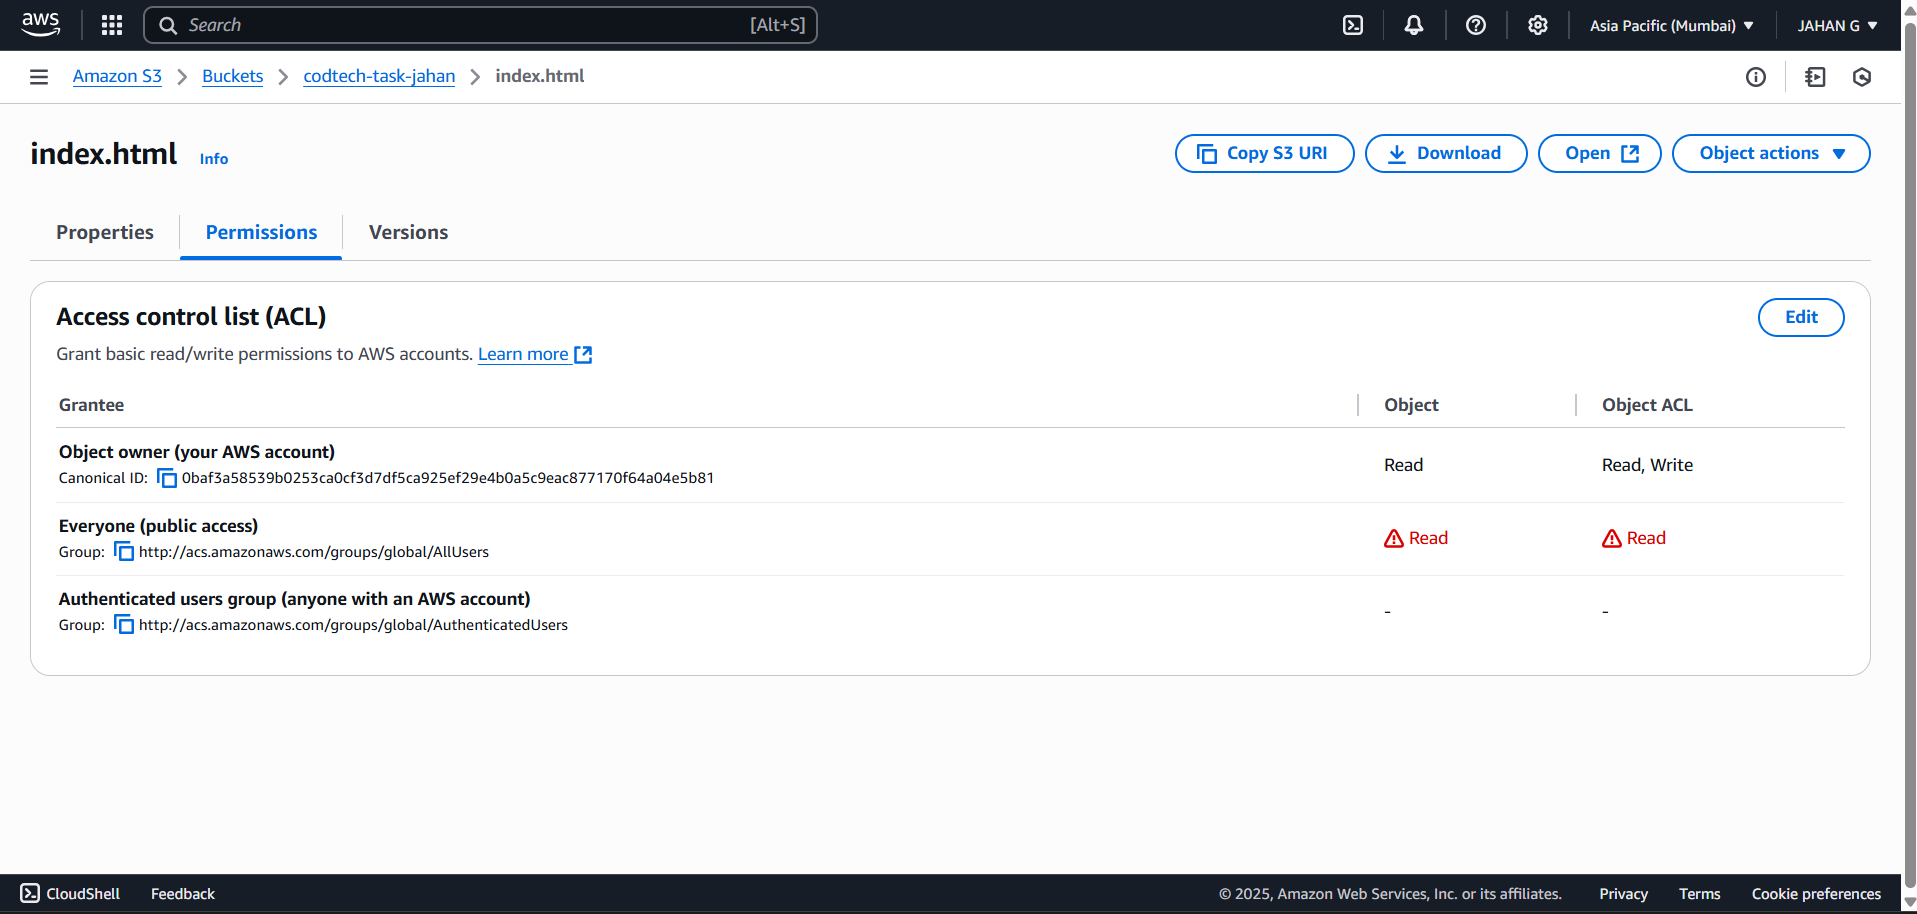 aws Search [Alt+S] Asia Pacific (Mumbai) JAHAN G
Amazon S3 > Buckets > codtech-task-jahan > index.html
index.html Info Copy S3 URI Download Open Object actions
Properties Permissions Versions
Access control list (ACL) Edit
Grant basic read/write permissions to AWS accounts. Learn more
Grantee Object Object ACL
Object owner (your AWS account)
Canonical ID: 0baf3a58539b0253ca0cf3d7df5ca925ef29e4b0a5c9eac877170f64a04e5b81 Read Read, Write
Everyone (public access)
Group: http://acs.amazonaws.com/groups/global/AllUsers Read Read
Authenticated users group (anyone with an AWS account)
Group: http://acs.amazonaws.com/groups/global/AuthenticatedUsers - -
CloudShell Feedback © 2025, Amazon Web Services, Inc. or its affiliates. Privacy Terms Cookie preferences